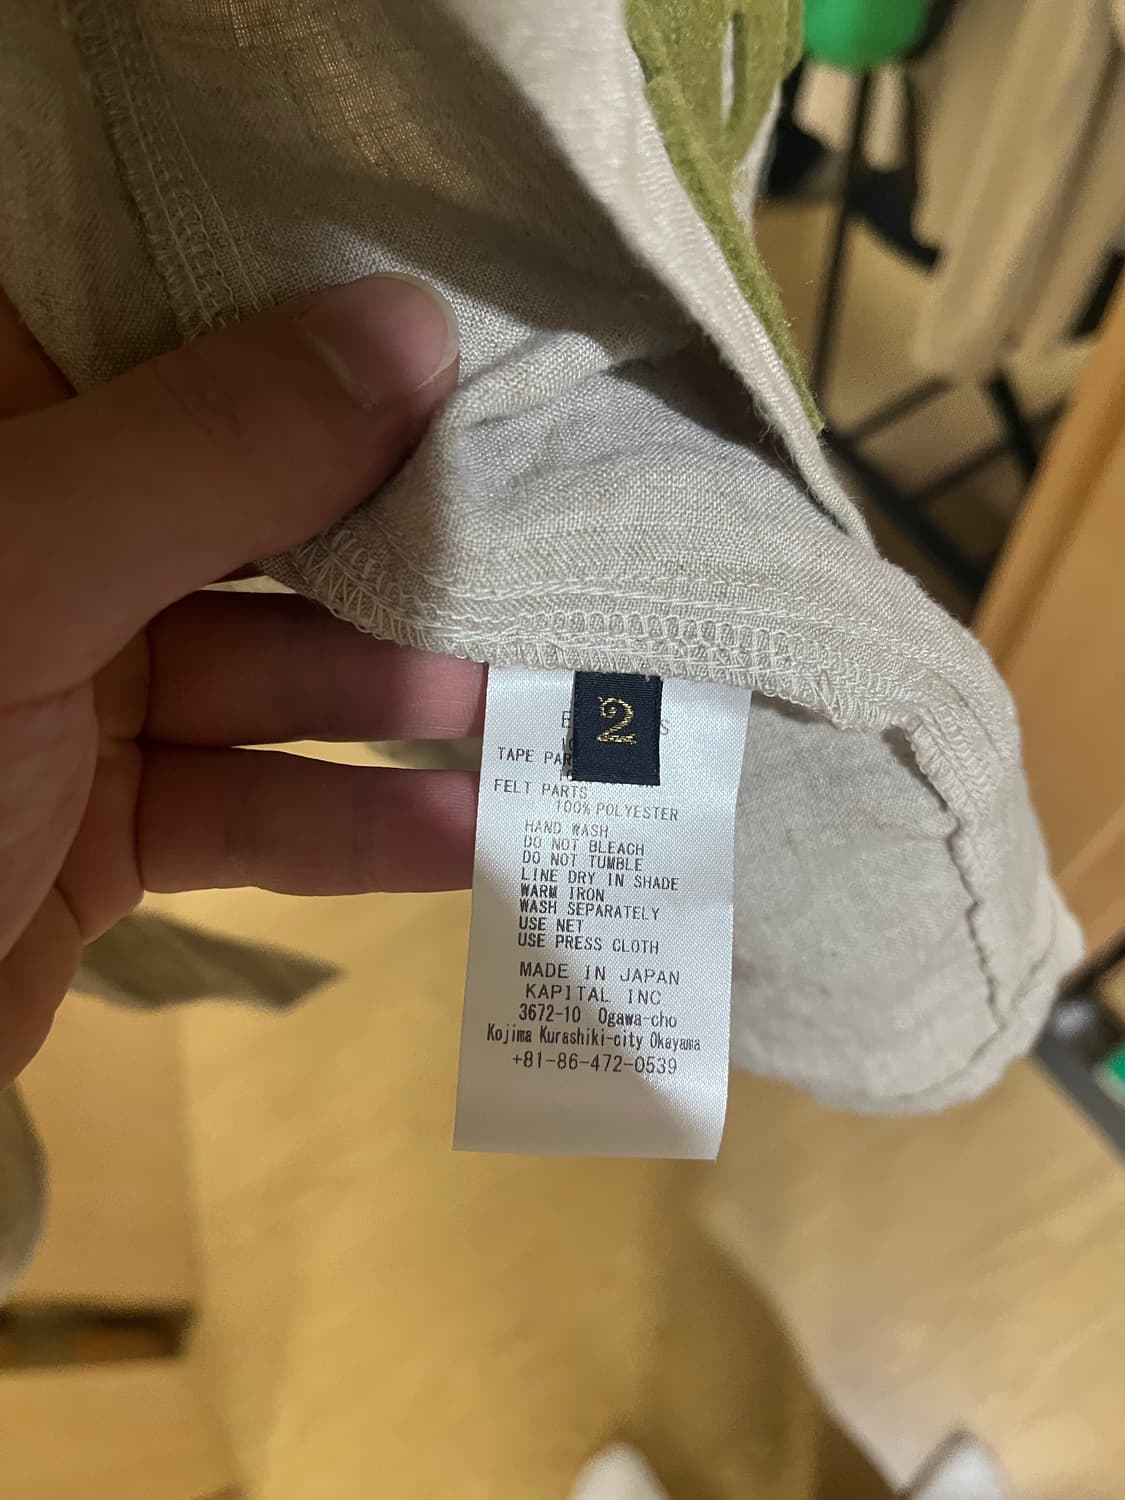 2
TAPE PAR
FELT PARTS
100% POLYESTER
HAND WASH
DO NOT BLEACH
DO NOT TUMBLE
LINE DRY IN SHADE
WARM IRON
WASH SEPARATELY
USE NET
USE PRESS CLOTH
MADE IN JAPAN
KAPITAL INC
3672-10 Ogawa-cho
Kojima Kurashiki-city Okayama
+81-86-472-0539